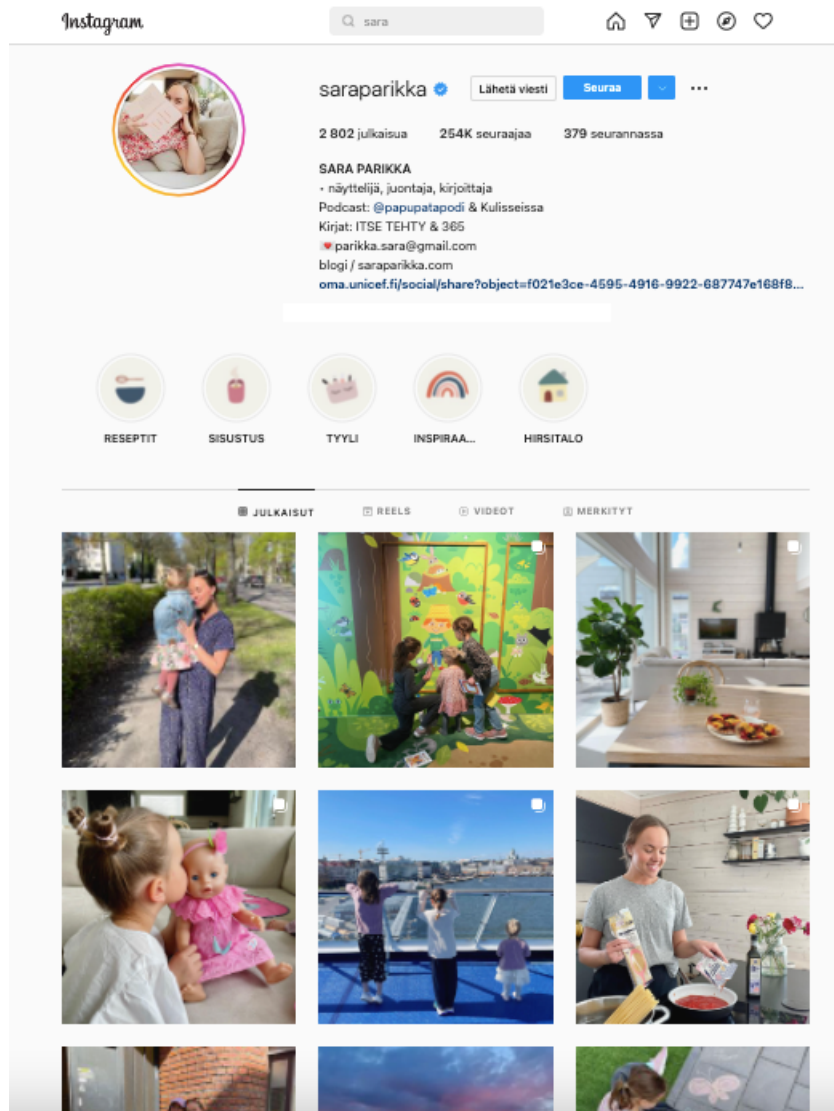 Instagram
sara
saraparikka
Lähetä viesti
Seuraa
2 802 julkaisua 254K seuraajaa 379 seurannassa
SARA PARIKKA
◦ näyttelijä, juontaja, kirjoittaja
Podcast: @papupatapodi & Kulisseissa
Kirjat: ITSE TEHTY & 365
💌parikka.sara@gmail.com
blogi / saraparikka.com
oma.unicef.fi/social/share?object=f021e3ce-4595-4916-9922-687747e168f8...
RESEPTIT SISUSTUS TYYLI INSPIRAA... HIRSITALO
JULKAISUT REELS VIDEOT MERKITYT